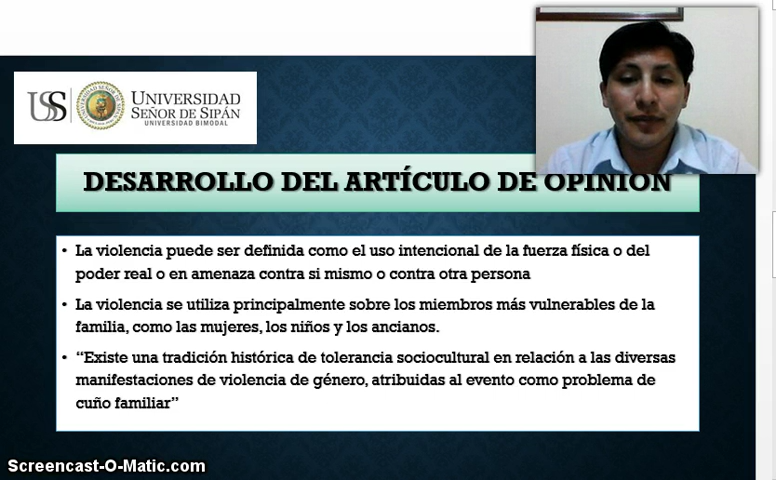 USS
UNIVERSIDAD
SEÑOR DE SIPÁN
UNIVERSIDAD BIMODAL
DESARROLLO DEL ARTÍCULO DE OPINIÓN
• La violencia puede ser definida como el uso intencional de la fuerza física o del
poder real o en amenaza contra si mismo o contra otra persona
• La violencia se utiliza principalmente sobre los miembros más vulnerables de la
familia, como las mujeres, los niños y los ancianos.
• “Existe una tradición histórica de tolerancia sociocultural en relación a las diversas
manifestaciones de violencia de género, atribuidas al evento como problema de
cuño familiar”
Screencast-O-Matic.com